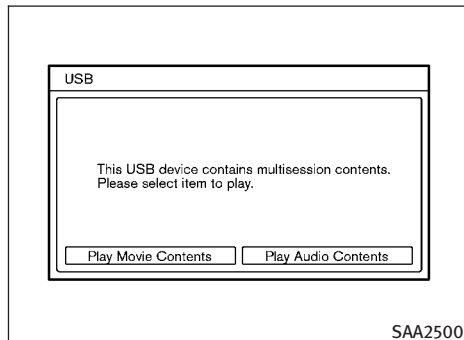 USB
This USB device contains multisession contents.
Please select item to play.
Play Movie Contents
Play Audio Contents
SAA2500